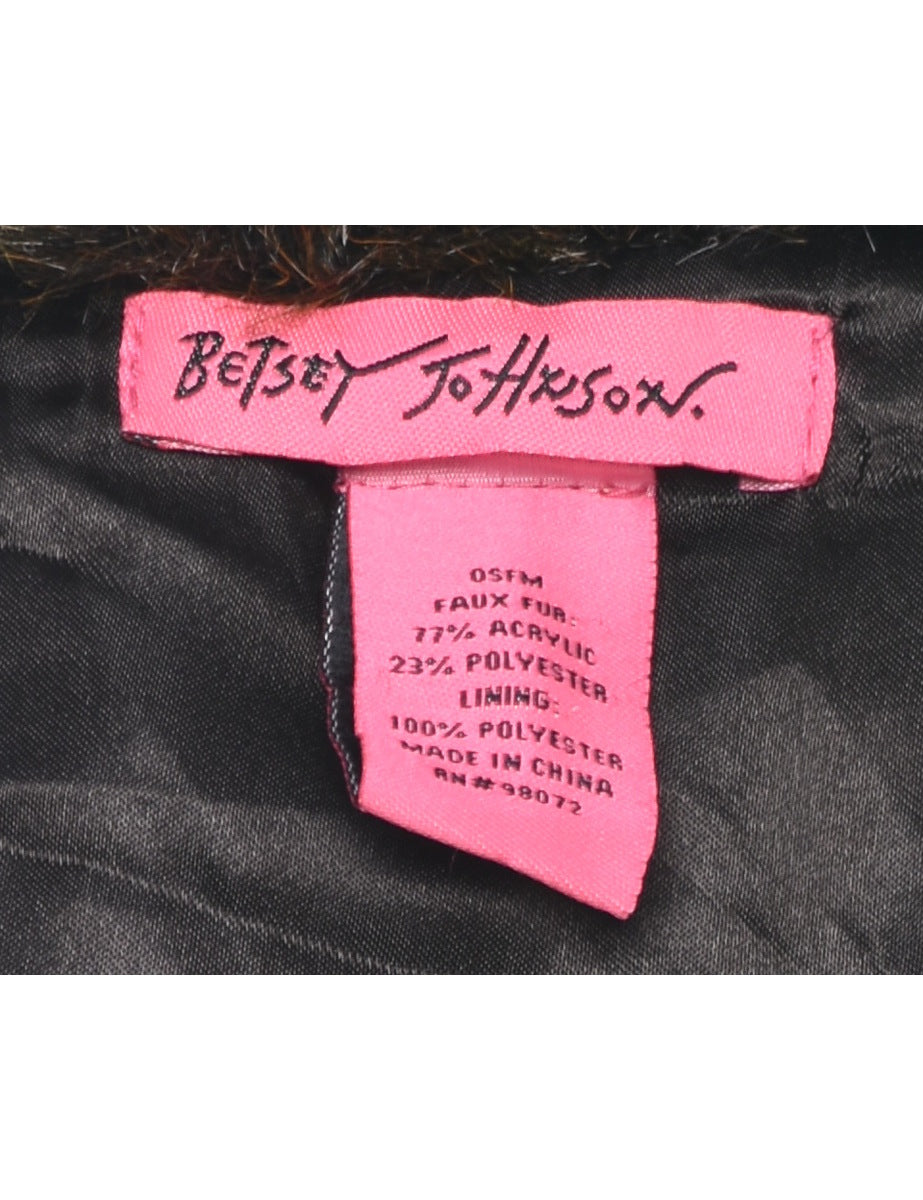 BETSEY JOHNSON.
OSFM
FAUX FUR:
77% ACRYLIC
23% POLYESTER
LINING:
100% POLYESTER
MADE IN CHINA
RN#98072